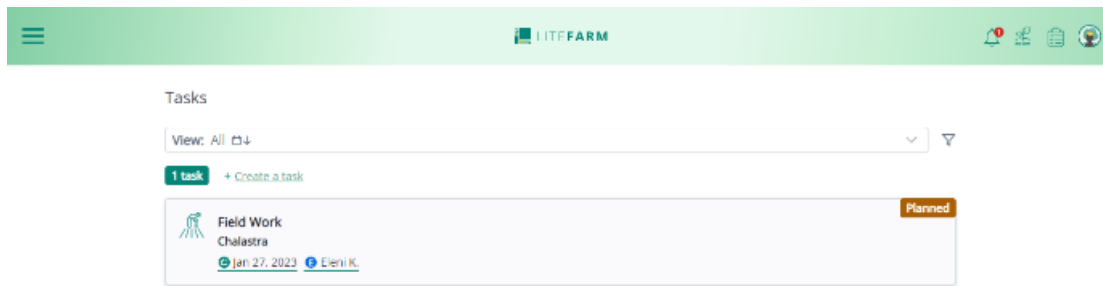 LITEFARM
Tasks
View: All
1 task + Create a task
Planned
Field Work
Chalastra
Jan 27, 2023 E Eleni K.